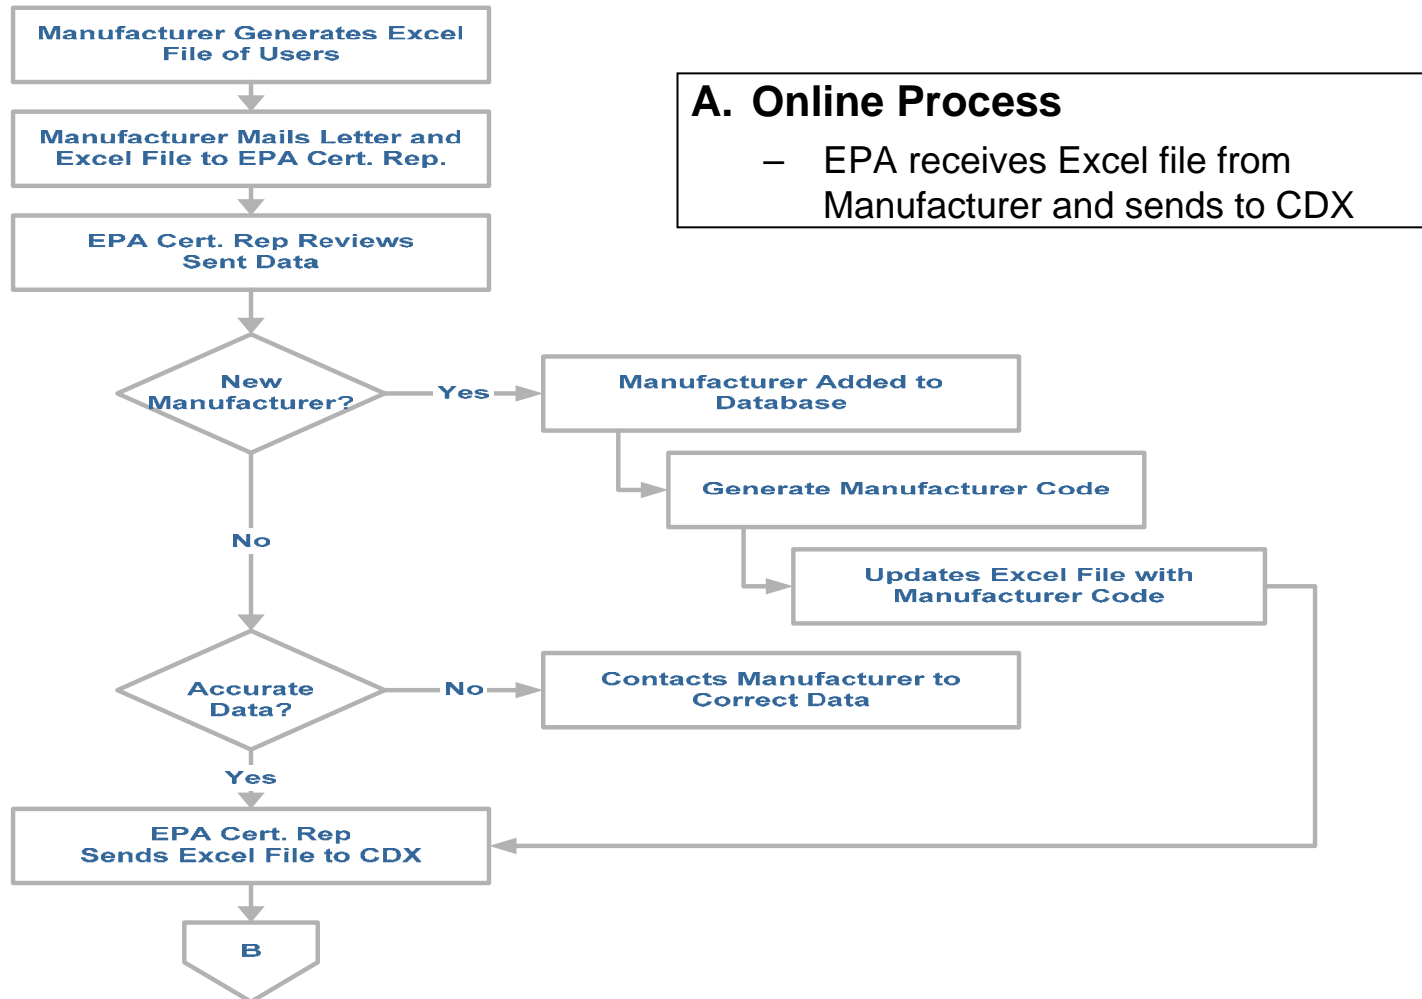 Manufacturer Generates Excel
File of Users
A. Online Process
– EPA receives Excel file from
Manufacturer and sends to CDX
Manufacturer Mails Letter and
Excel File to EPA Cert. Rep.
EPA Cert. Rep Reviews
Sent Data
New
Manufacturer?
Yes
Manufacturer Added to
Database
Generate Manufacturer Code
Updates Excel File with
Manufacturer Code
No
Accurate
Data?
No
Contacts Manufacturer to
Correct Data
Yes
EPA Cert. Rep
Sends Excel File to CDX
B